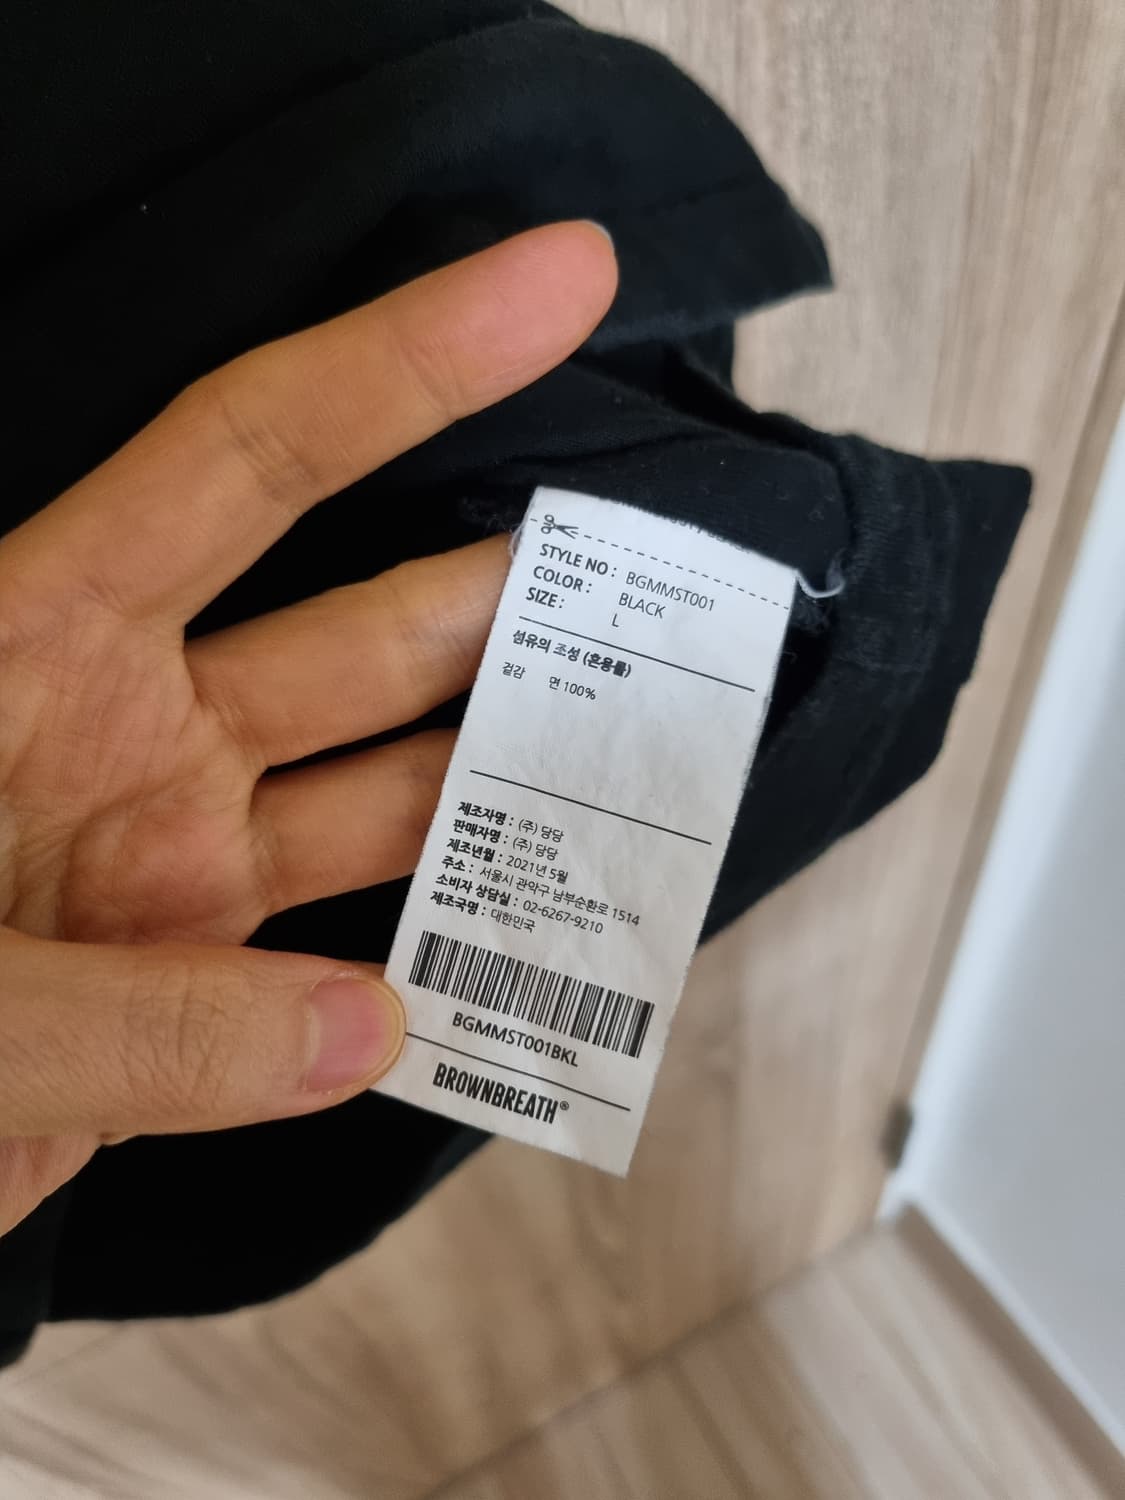 STYLE NO : BGMMST001
COLOR : BLACK
SIZE : L
섬유의 조성 (혼용률)
겉감 면 100%
제조자명 : (주) 당당
판매자명 : (주) 당당
제조년월 : 2021년 5월
주소 : 서울시 관악구 남부순환로 1514
소비자 상담실 : 02-6267-9210
제조국명 : 대한민국
BGMMST001BKL
BROWNBREATH®